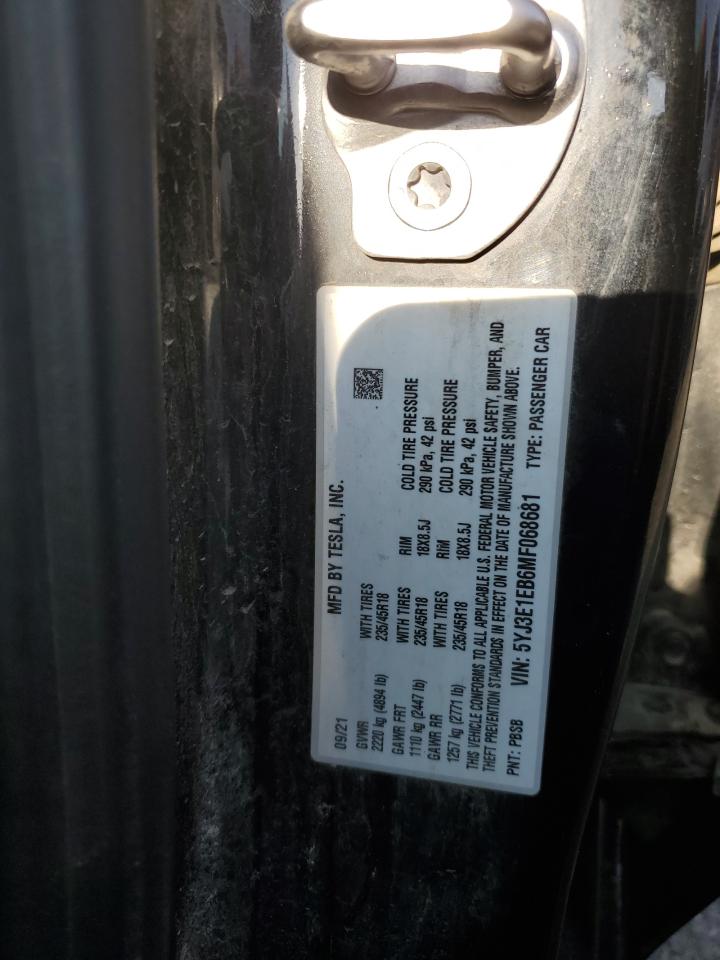 MFD BY TESLA, INC.
09/21
GVWR WITH TIRES RIM COLD TIRE PRESSURE
2220 kg (4894 lb) 235/45R18 18X8.5J 290 kPa, 42 psi
GAWR FRT WITH TIRES RIM COLD TIRE PRESSURE
1110 kg (2447 lb) 235/45R18 18X8.5J 290 kPa, 42 psi
GAWR RR WITH TIRES
1257 kg (2771 lb) 235/45R18
THIS VEHICLE CONFORMS TO ALL APPLICABLE U.S. FEDERAL MOTOR VEHICLE SAFETY, BUMPER, AND
THEFT PREVENTION STANDARDS IN EFFECT ON THE DATE OF MANUFACTURE SHOWN ABOVE.
PNT: PBSB VIN: 5YJ3E1EB6MF068681 TYPE: PASSENGER CAR